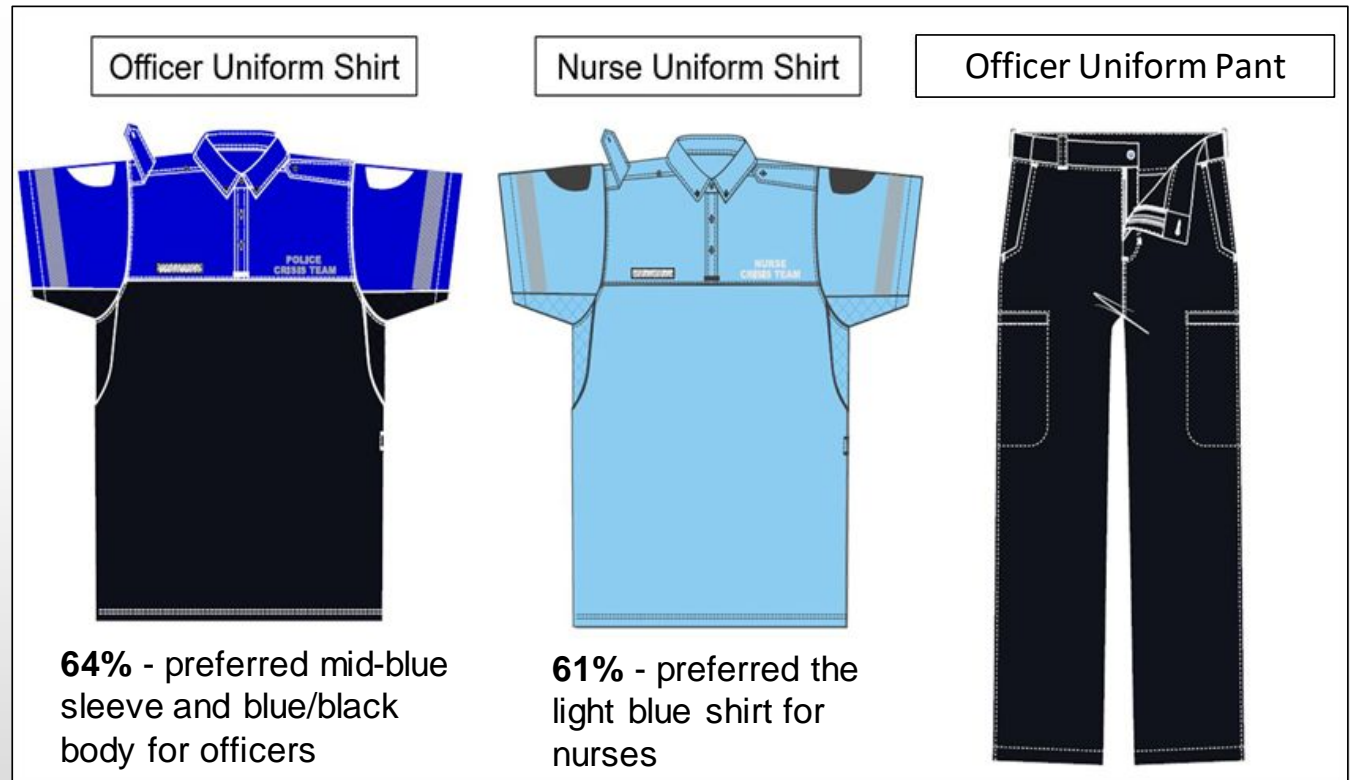 Officer Uniform Shirt
Nurse Uniform Shirt
Officer Uniform Pant
POLICE
CRISIS TEAM
NURSE
CRISIS TEAM
64% - preferred mid-blue
sleeve and blue/black
body for officers
61% - preferred the
light blue shirt for
nurses